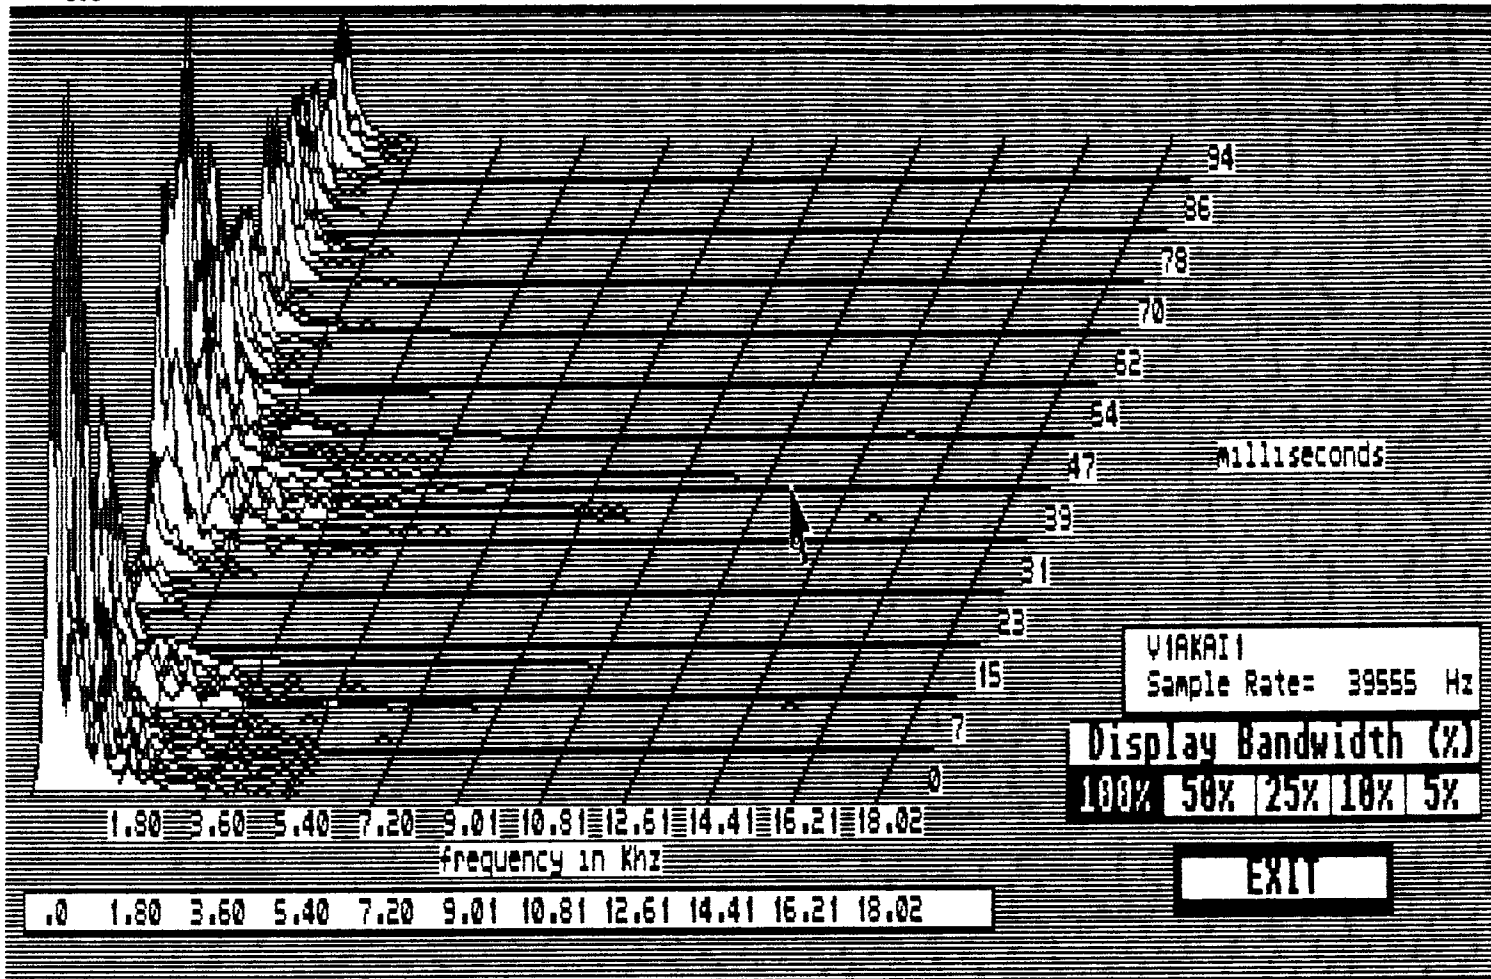 94
86
78
70
62
54
47
milliseconds
39
31
23
V1AKAI1
Sample Rate= 39555 Hz
15
7
Display Bandwidth (%)
0
100% 50% 25% 10% 5%
1.80 3.60 5.40 7.20 9.01 10.81 12.61 14.41 16.21 18.02
frequency in Khz
EXIT
.0 1.80 3.60 5.40 7.20 9.01 10.81 12.61 14.41 16.21 18.02